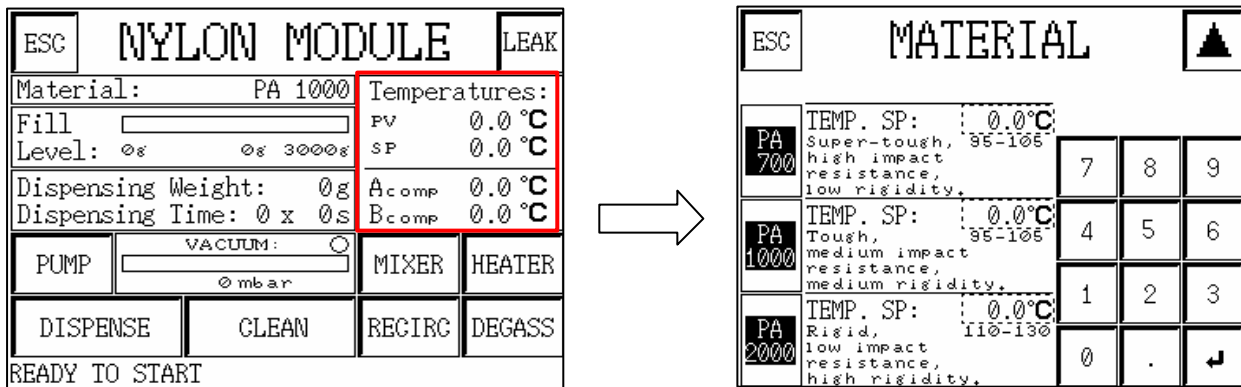 ESC NYLON MODULE LEAK
Material: PA 1000
Temperatures:
Fill
Level: 0g 0g 3000g
PV 0.0 °C
SP 0.0 °C
Dispensing Weight: 0g
Dispensing Time: 0 x 0s
Acomp 0.0 °C
Bcomp 0.0 °C
PUMP
VACUUM:
0 mbar
MIXER HEATER
DISPENSE CLEAN RECIRC DEGASS
READY TO START
ESC MATERIAL
PA 700
TEMP. SP: 0.0°C
95-105
Super-tough,
high impact
resistance,
low rigidity.
PA 1000
TEMP. SP: 0.0°C
95-105
Tough,
medium impact
resistance,
medium rigidity.
PA 2000
TEMP. SP: 0.0°C
110-130
Rigid,
low impact
resistance,
high rigidity.
7 8 9
4 5 6
1 2 3
0 .